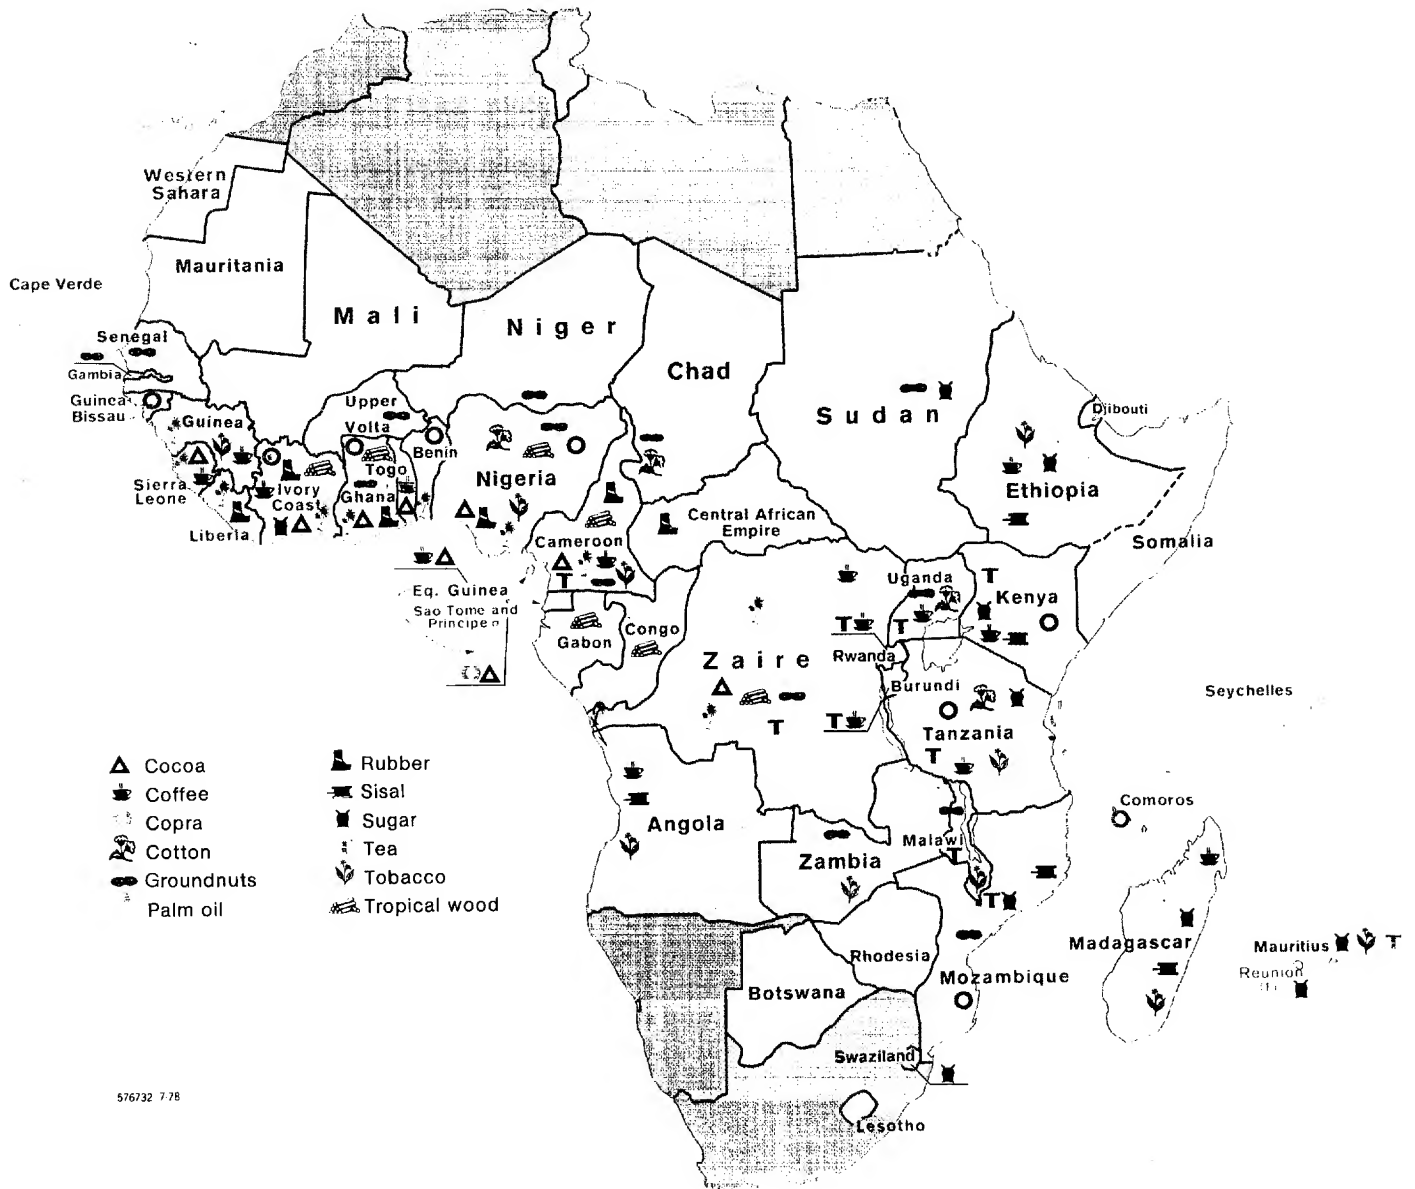 Western
Sahara
Mauritania
Cape Verde
Mali
Niger
Chad
Sudan
Senegal
Gambia
Guinea
Bissau
Guinea
Upper
Volta
Benin
Togo
Ghana
Ivory
Coast
Sierra
Leone
Liberia
Nigeria
Djibouti
Ethiopia
Somalia
Central African
Empire
Cameroon
Eq. Guinea
Sao Tome and
Principe
Gabon
Congo
Zaire
Uganda
Kenya
Rwanda
Burundi
Tanzania
Seychelles
Cocoa
Coffee
Copra
Cotton
Groundnuts
Palm oil
Rubber
Sisal
Sugar
Tea
Tobacco
Tropical wood
Angola
Zambia
Malawi
Comoros
Madagascar
Mauritius
Reunion
Rhodesia
Mozambique
Botswana
Swaziland
Lesotho
576732 7-78